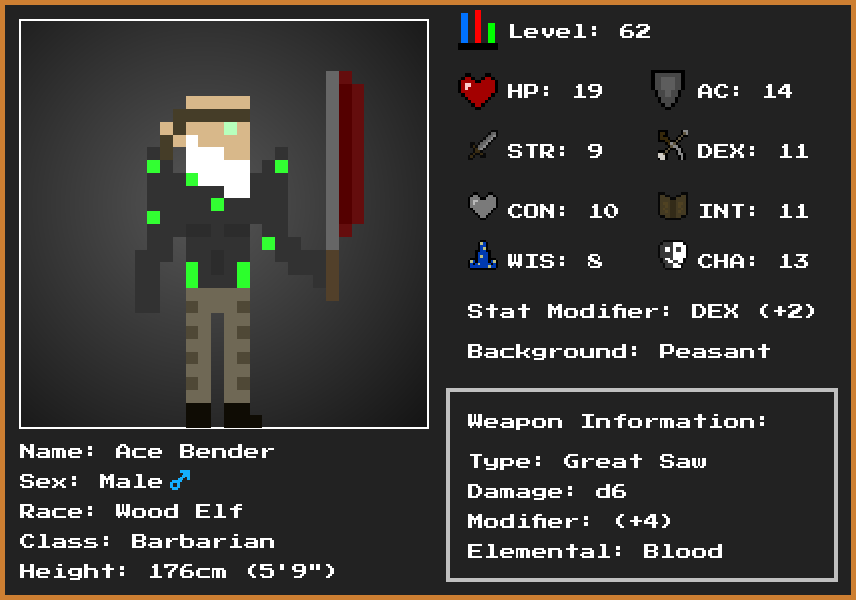 Level: 62
HP: 19 AC: 14
STR: 9 DEX: 11
CON: 10 INT: 11
WIS: 8 CHA: 13
Stat Modifier: DEX (+2)
Background: Peasant
Name: Ace Bender
Sex: Male ♂
Race: Wood Elf
Class: Barbarian
Height: 176cm (5'9")
Weapon Information:
Type: Great Saw
Damage: d6
Modifier: (+4)
Elemental: Blood